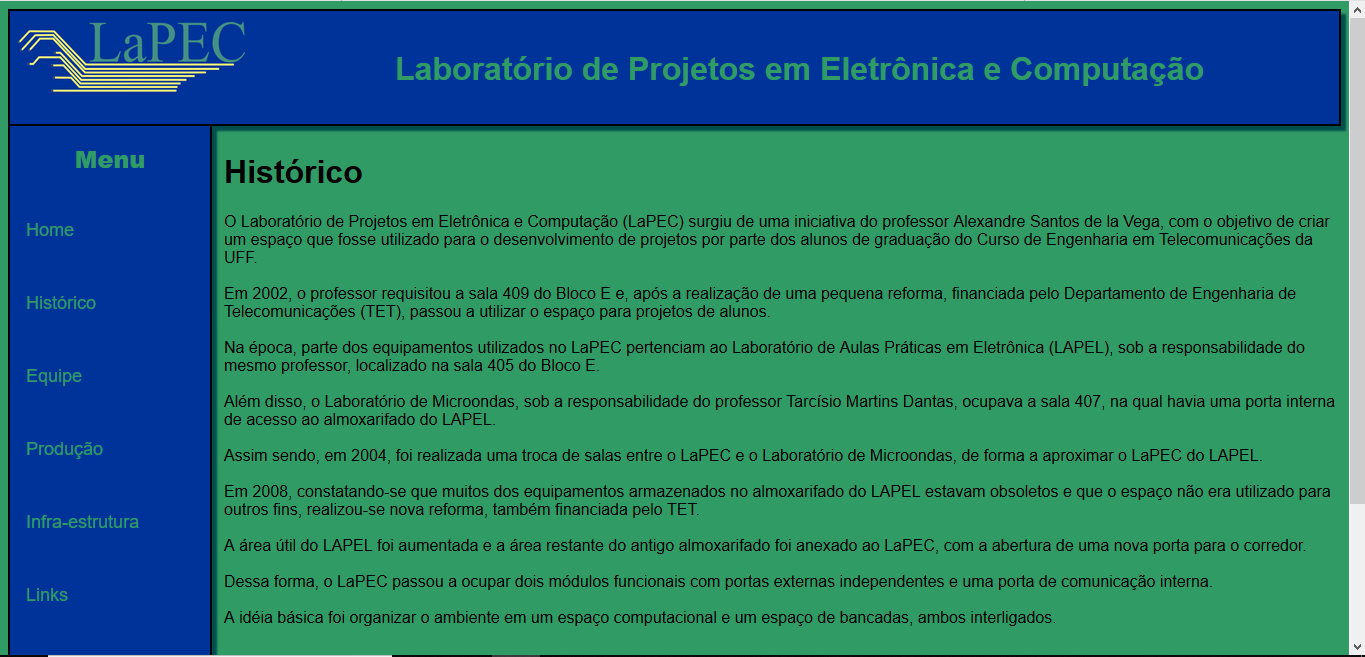 LaPEC
Laboratório de Projetos em Eletrônica e Computação
Menu
Home
Histórico
Equipe
Produção
Infra-estrutura
Links
Histórico
O Laboratório de Projetos em Eletrônica e Computação (LaPEC) surgiu de uma iniciativa do professor Alexandre Santos de la Vega, com o objetivo de criar
um espaço que fosse utilizado para o desenvolvimento de projetos por parte dos alunos de graduação do Curso de Engenharia em Telecomunicações da
UFF.
Em 2002, o professor requisitou a sala 409 do Bloco E e, após a realização de uma pequena reforma, financiada pelo Departamento de Engenharia de
Telecomunicações (TET), passou a utilizar o espaço para projetos de alunos.
Na época, parte dos equipamentos utilizados no LaPEC pertenciam ao Laboratório de Aulas Práticas em Eletrônica (LAPEL), sob a responsabilidade do
mesmo professor, localizado na sala 405 do Bloco E.
Além disso, o Laboratório de Microondas, sob a responsabilidade do professor Tarcísio Martins Dantas, ocupava a sala 407, na qual havia uma porta interna
de acesso ao almoxarifado do LAPEL.
Assim sendo, em 2004, foi realizada uma troca de salas entre o LaPEC e o Laboratório de Microondas, de forma a aproximar o LaPEC do LAPEL.
Em 2008, constatando-se que muitos dos equipamentos armazenados no almoxarifado do LAPEL estavam obsoletos e que o espaço não era utilizado para
outros fins, realizou-se nova reforma, também financiada pelo TET.
A área útil do LAPEL foi aumentada e a área restante do antigo almoxarifado foi anexado ao LaPEC, com a abertura de uma nova porta para o corredor.
Dessa forma, o LaPEC passou a ocupar dois módulos funcionais com portas externas independentes e uma porta de comunicação interna.
A idéia básica foi organizar o ambiente em um espaço computacional e um espaço de bancadas, ambos interligados.